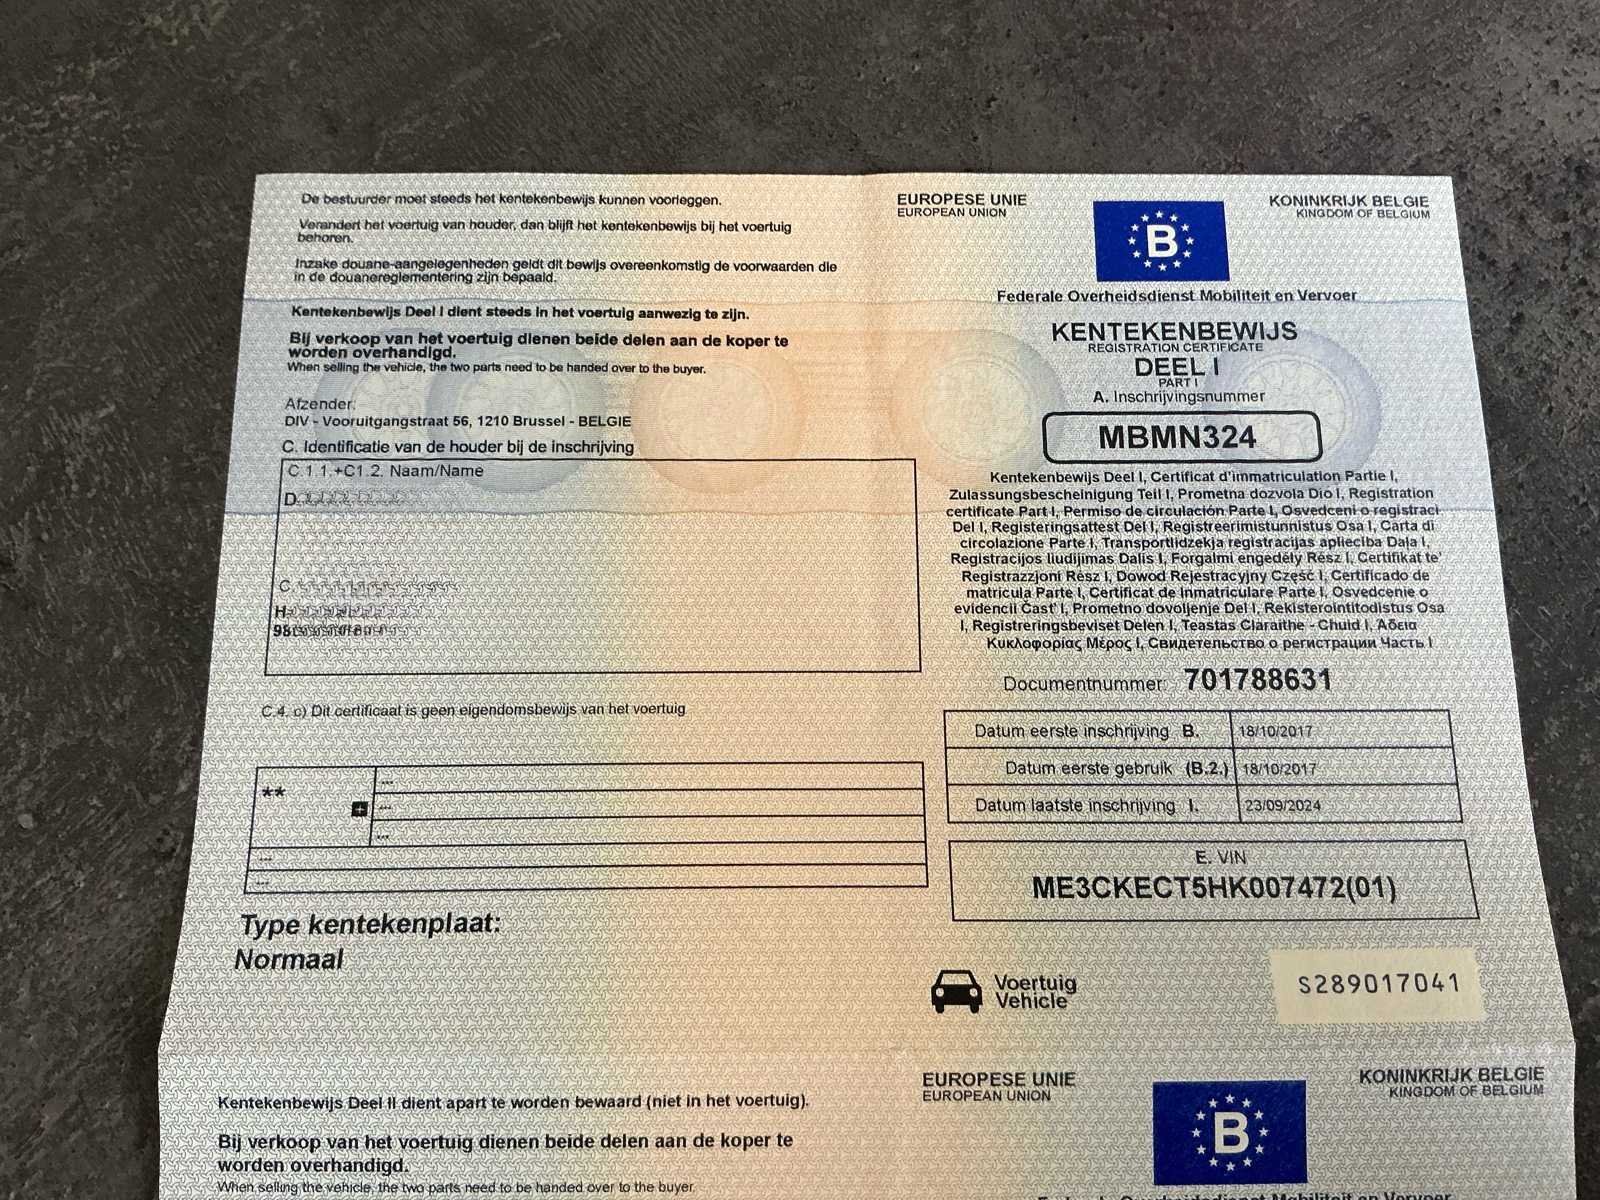 De bestuurder moet steeds het kentekenbewijs kunnen voorleggen.
Verandert het voertuig van houder, dan blijft het kentekenbewijs bij het voertuig
behoren.
Inzake douane-aangelegenheden geldt dit bewijs overeenkomstig de voorwaarden die
in de douanereglementering zijn bepaald.
Kentekenbewijs Deel I dient steeds in het voertuig aanwezig te zijn.
Bij verkoop van het voertuig dienen beide delen aan de koper te
worden overhandigd.
When selling the vehicle, the two parts need to be handed over to the buyer.
Afzender:
DIV - Vooruitgangstraat 56, 1210 Brussel - BELGIE
C. Identificatie van de houder bij de inschrijving
C.1.1.+C1.2. Naam/Name
C.4. c) Dit certificaat is geen eigendomsbewijs van het voertuig
**
+
...
...
...
...
...
Type kentekenplaat:
Normaal
EUROPESE UNIE
EUROPEAN UNION
B
KONINKRIJK BELGIE
KINGDOM OF BELGIUM
Federale Overheidsdienst Mobiliteit en Vervoer
KENTEKENBEWIJS
REGISTRATION CERTIFICATE
DEEL I
PART I
A. Inschrijvingsnummer
MBMN324
Kentekenbewijs Deel I, Certificat d'immatriculation Partie I,
Zulassungsbescheinigung Teil I, Prometna dozvola Dio I, Registration
certificate Part I, Permiso de circulación Parte I, Osvedceni o registraci
Del I, Registeringsattest Del I, Registreerimistunnistus Osa I, Carta di
circolazione Parte I, Transportlidzekja registracijas apliecība Daļa I,
Registracijos liudijimas Dalis I, Forgalmi engedély Rész I, Certifikat te'
Registrazzjoni Rész I, Dowod Rejestracyjny Część I, Certificado de
matricula Parte I, Certificat de Inmatriculare Parte I, Osvedcenie o
evidencii Čast' I, Prometno dovoljenje Del I, Rekisterointitodistus Osa
I, Registreringsbeviset Delen I, Teastas Claraithe - Chuid I, Άδεια
Κυκλοφορίας Μέρος I, Свидетельство о регистрации Часть I
Documentnummer: 701788631
Datum eerste inschrijving B. 18/10/2017
Datum eerste gebruik (B.2.) 18/10/2017
Datum laatste inschrijving I. 23/09/2024
E. VIN
ME3CKECT5HK007472(01)
Voertuig
Vehicle
S289017041
Kentekenbewijs Deel II dient apart te worden bewaard (niet in het voertuig).
Bij verkoop van het voertuig dienen beide delen aan de koper te
worden overhandigd.
When selling the vehicle, the two parts need to be handed over to the buyer.
EUROPESE UNIE
EUROPEAN UNION
B
KONINKRIJK BELGIE
KINGDOM OF BELGIUM
Federale Overheidsdienst Mobiliteit en Vervoer